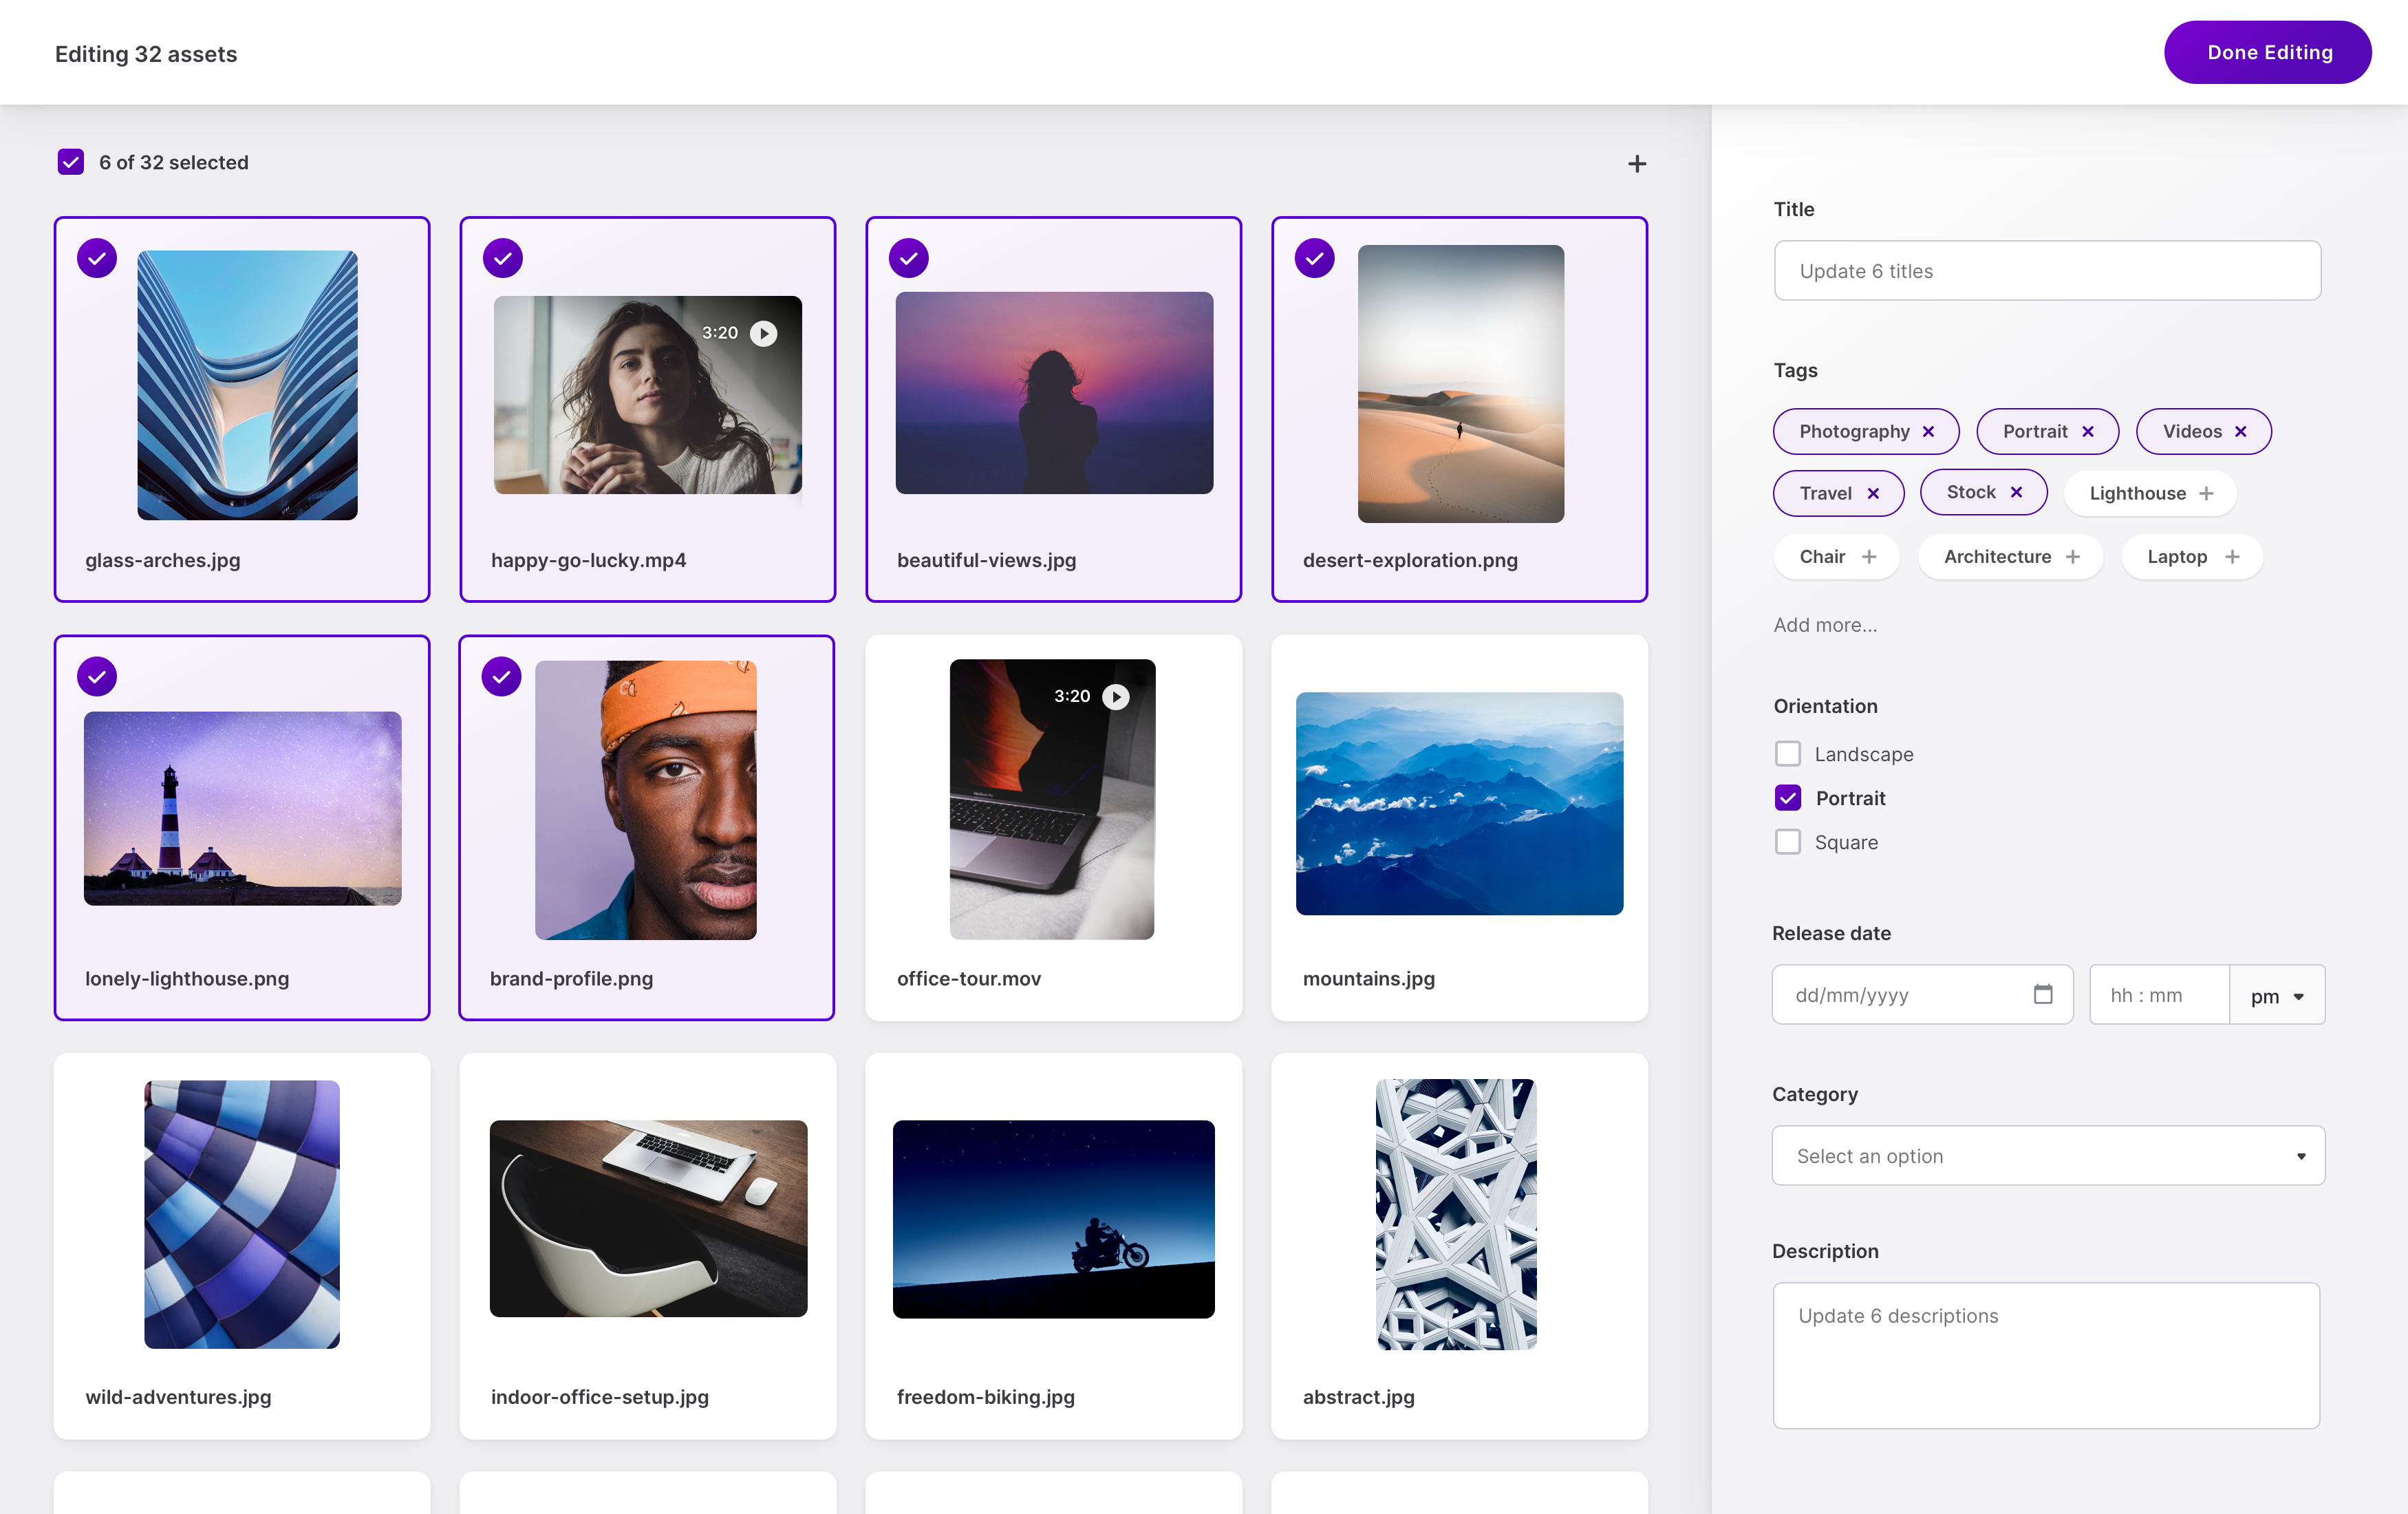 Editing 32 assets
Done Editing
6 of 32 selected
3:20
glass-arches.jpg
happy-go-lucky.mp4
beautiful-views.jpg
desert-exploration.png
3:20
lonely-lighthouse.png
brand-profile.png
office-tour.mov
mountains.jpg
wild-adventures.jpg
indoor-office-setup.jpg
freedom-biking.jpg
abstract.jpg
Title
Update 6 titles
Tags
Photography
Portrait
Videos
Travel
Stock
Lighthouse
Chair
Architecture
Laptop
Add more...
Orientation
Landscape
Portrait
Square
Release date
dd/mm/yyyy
hh : mm
pm
Category
Select an option
Description
Update 6 descriptions